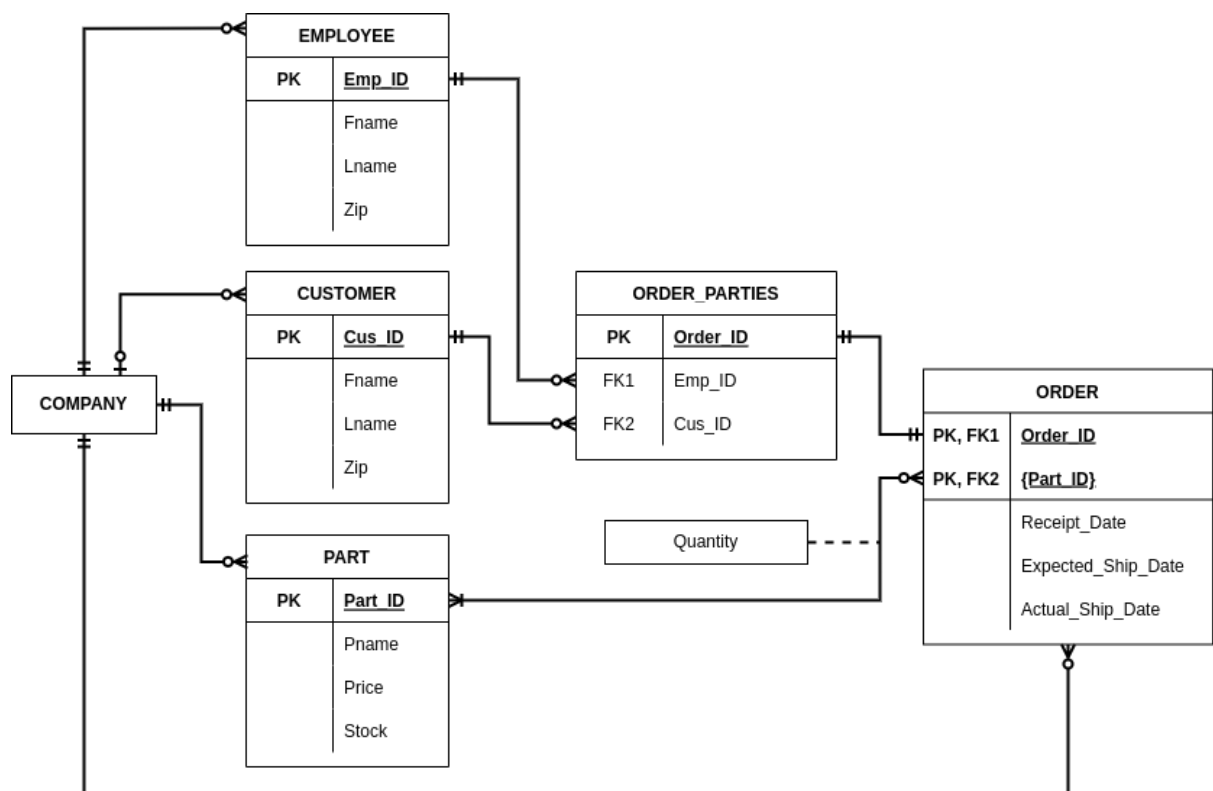 EMPLOYEE
PK Emp_ID
Fname
Lname
Zip
CUSTOMER
PK Cus_ID
Fname
Lname
Zip
COMPANY
PART
PK Part_ID
Pname
Price
Stock
ORDER_PARTIES
PK Order_ID
FK1 Emp_ID
FK2 Cus_ID
Quantity
ORDER
PK, FK1 Order_ID
PK, FK2 {Part_ID}
Receipt_Date
Expected_Ship_Date
Actual_Ship_Date